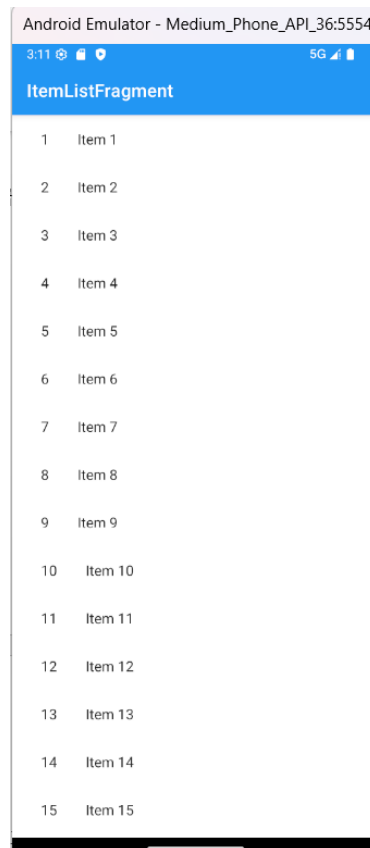 Android Emulator - Medium_Phone_API_36:5554
3:11 5G
ItemListFragment
1 Item 1
2 Item 2
3 Item 3
4 Item 4
5 Item 5
6 Item 6
7 Item 7
8 Item 8
9 Item 9
10 Item 10
11 Item 11
12 Item 12
13 Item 13
14 Item 14
15 Item 15